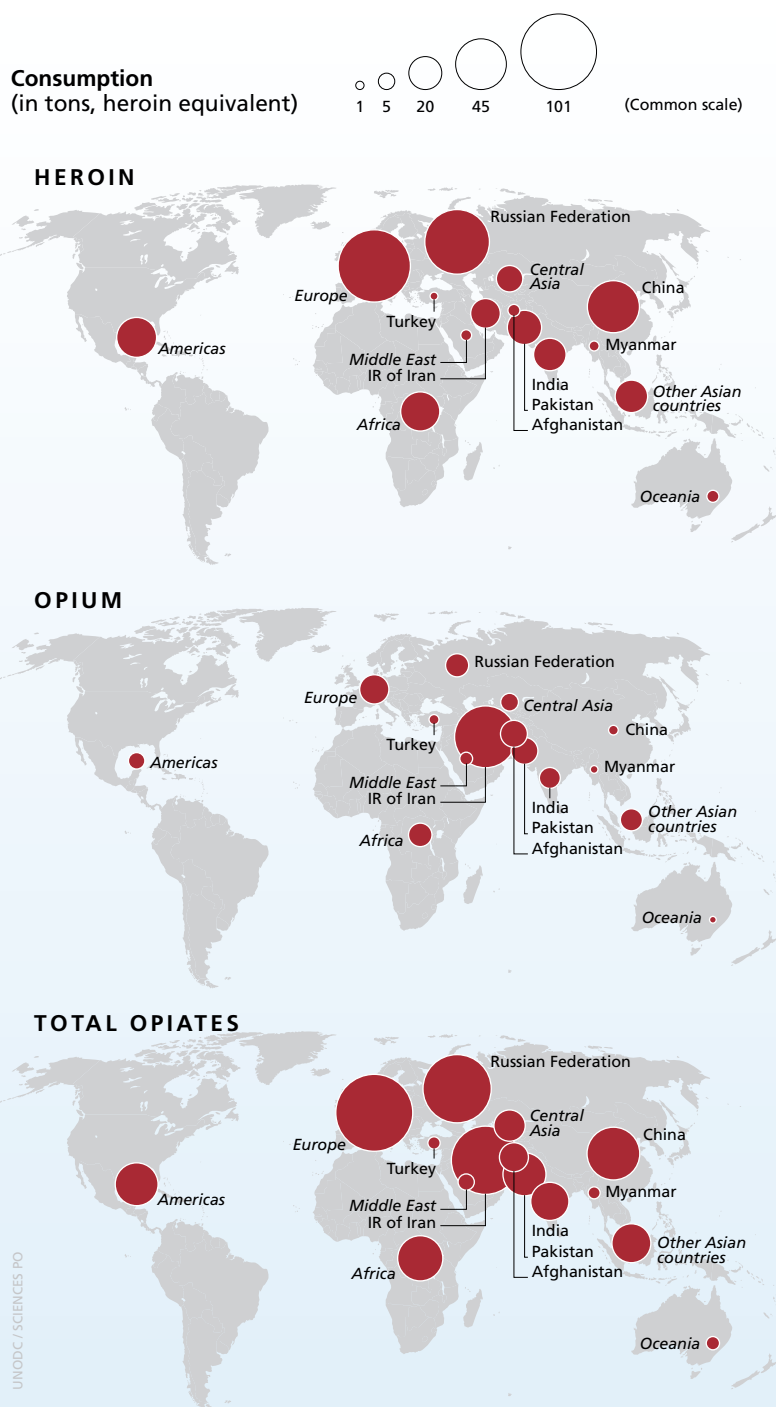 Consumption
(in tons, heroin equivalent)
1 5 20 45 101 (Common scale)
HEROIN
Russian Federation
Central
Asia
China
Europe
Turkey
Americas
Myanmar
Middle East
IR of Iran
India
Pakistan
Afghanistan
Other Asian
countries
Africa
Oceania
OPIUM
Russian Federation
Europe
Central Asia
China
Turkey
Americas
Myanmar
Middle East
IR of Iran
India
Pakistan
Afghanistan
Other Asian
countries
Africa
Oceania
TOTAL OPIATES
Russian Federation
Central
Asia
China
Europe
Turkey
Americas
Myanmar
Middle East
IR of Iran
India
Pakistan
Afghanistan
Other Asian
countries
Africa
Oceania
UNODC / SCIENCES PO